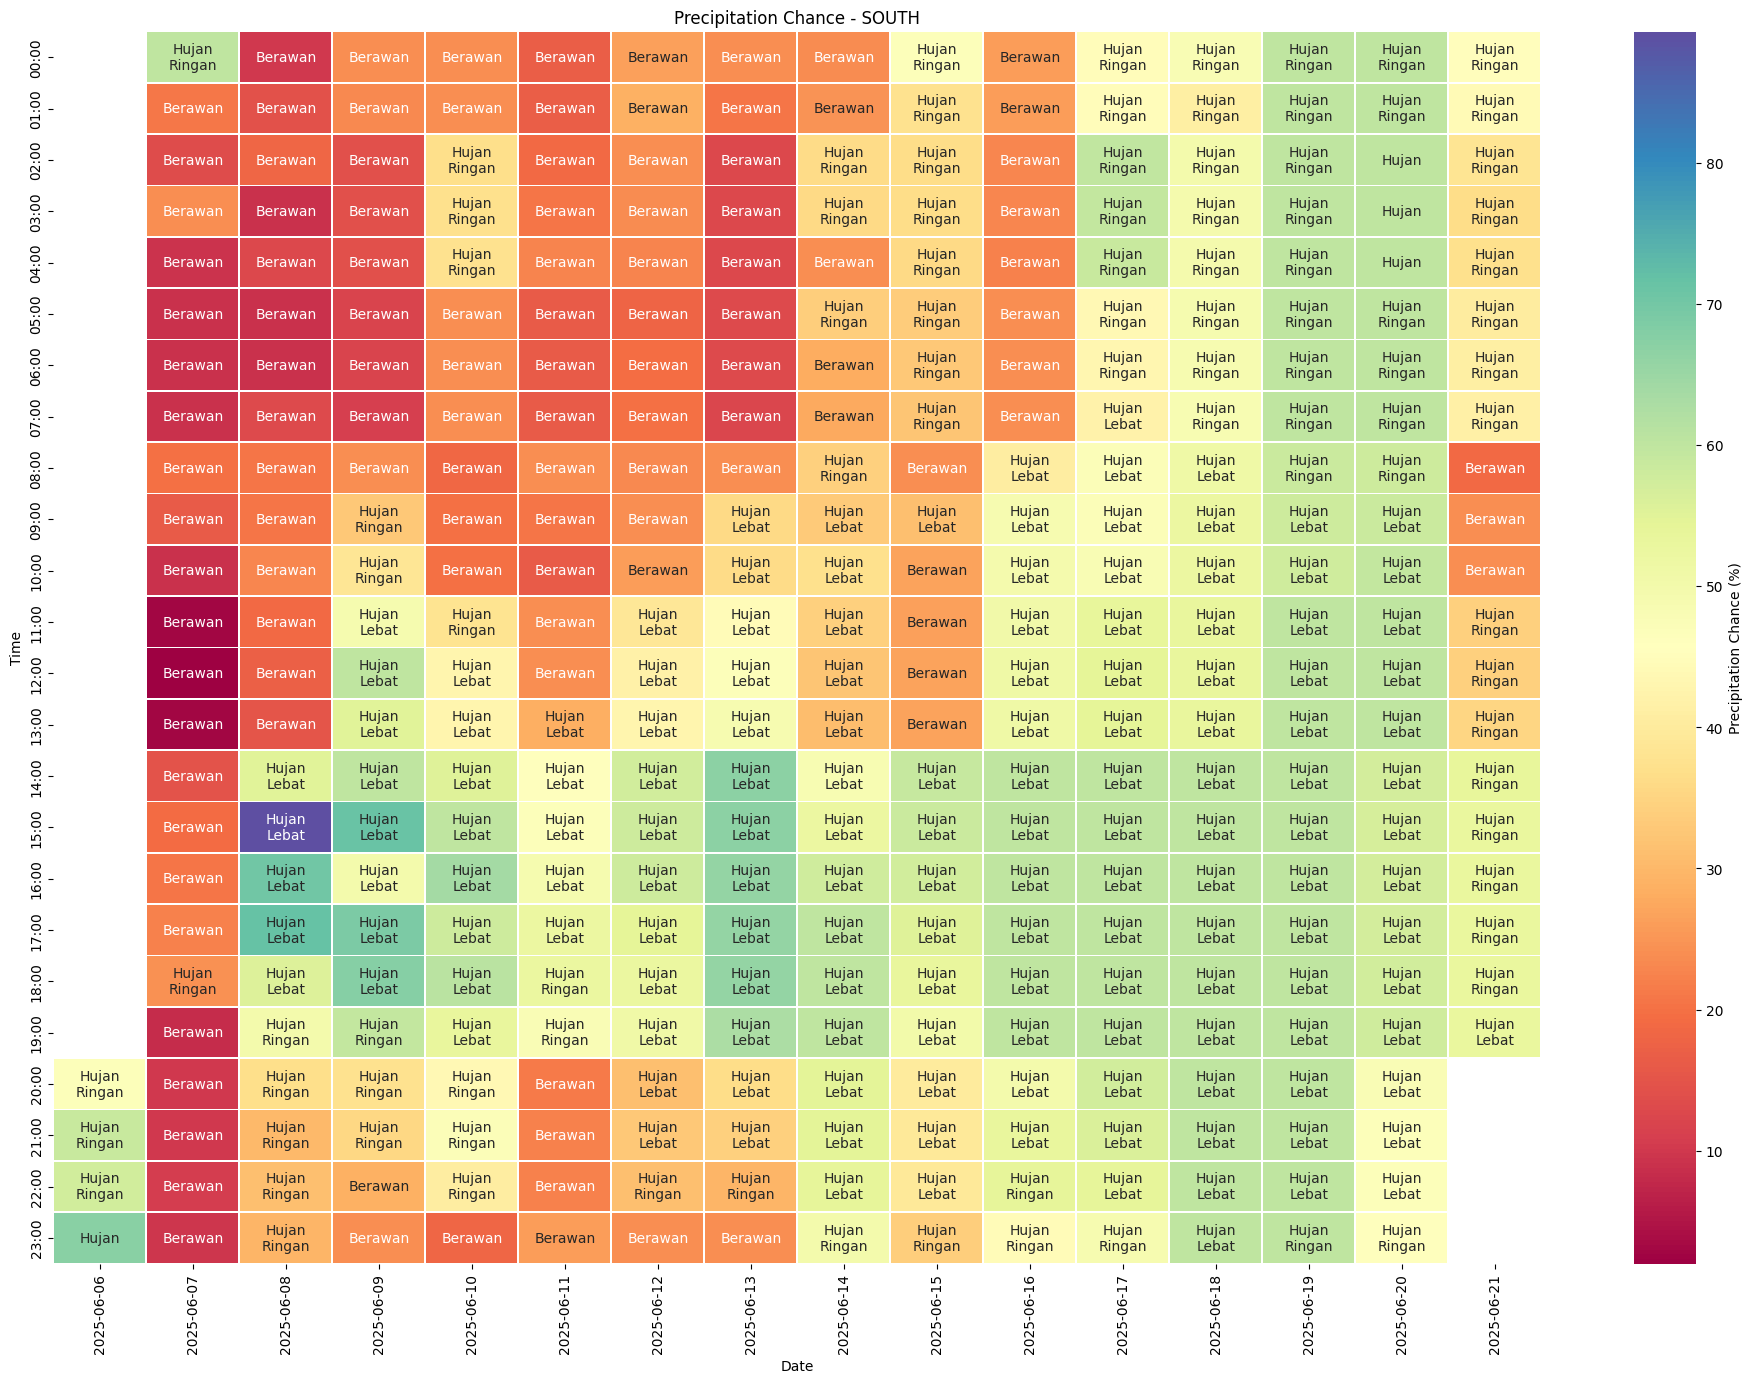 Precipitation Chance - SOUTH
00:00 Hujan Ringan Berawan Berawan Berawan Berawan Berawan Berawan Berawan Hujan Ringan Berawan Hujan Ringan Hujan Ringan Hujan Ringan Hujan Ringan Hujan Ringan
01:00 Berawan Berawan Berawan Berawan Berawan Berawan Berawan Berawan Hujan Ringan Berawan Hujan Ringan Hujan Ringan Hujan Ringan Hujan Ringan Hujan Ringan
02:00 Berawan Berawan Berawan Hujan Ringan Berawan Berawan Berawan Hujan Ringan Hujan Ringan Berawan Hujan Ringan Hujan Ringan Hujan Ringan Hujan Hujan Ringan
03:00 Berawan Berawan Berawan Hujan Ringan Berawan Berawan Berawan Hujan Ringan Hujan Ringan Berawan Hujan Ringan Hujan Ringan Hujan Ringan Hujan Hujan Ringan
04:00 Berawan Berawan Berawan Hujan Ringan Berawan Berawan Berawan Berawan Hujan Ringan Berawan Hujan Ringan Hujan Ringan Hujan Ringan Hujan Hujan Ringan
05:00 Berawan Berawan Berawan Berawan Berawan Berawan Berawan Hujan Ringan Hujan Ringan Berawan Hujan Ringan Hujan Ringan Hujan Ringan Hujan Ringan Hujan Ringan
06:00 Berawan Berawan Berawan Berawan Berawan Berawan Berawan Berawan Hujan Ringan Berawan Hujan Ringan Hujan Ringan Hujan Ringan Hujan Ringan Hujan Ringan
07:00 Berawan Berawan Berawan Berawan Berawan Berawan Berawan Berawan Hujan Ringan Berawan Hujan Lebat Hujan Ringan Hujan Ringan Hujan Ringan Hujan Ringan
08:00 Berawan Berawan Berawan Berawan Berawan Berawan Berawan Hujan Ringan Berawan Hujan Lebat Hujan Lebat Hujan Lebat Hujan Ringan Hujan Ringan Berawan
09:00 Berawan Berawan Hujan Ringan Berawan Berawan Berawan Hujan Lebat Hujan Lebat Hujan Lebat Hujan Lebat Hujan Lebat Hujan Lebat Hujan Lebat Hujan Lebat Berawan
10:00 Berawan Berawan Hujan Ringan Berawan Berawan Berawan Hujan Lebat Hujan Lebat Berawan Hujan Lebat Hujan Lebat Hujan Lebat Hujan Lebat Hujan Lebat Berawan
11:00 Berawan Berawan Hujan Lebat Hujan Ringan Berawan Hujan Lebat Hujan Lebat Hujan Lebat Berawan Hujan Lebat Hujan Lebat Hujan Lebat Hujan Lebat Hujan Lebat Hujan Ringan
12:00 Berawan Berawan Hujan Lebat Hujan Lebat Berawan Hujan Lebat Hujan Lebat Hujan Lebat Berawan Hujan Lebat Hujan Lebat Hujan Lebat Hujan Lebat Hujan Lebat Hujan Ringan
13:00 Berawan Berawan Hujan Lebat Hujan Lebat Hujan Lebat Hujan Lebat Hujan Lebat Hujan Lebat Berawan Hujan Lebat Hujan Lebat Hujan Lebat Hujan Lebat Hujan Lebat Hujan Ringan
14:00 Berawan Hujan Lebat Hujan Lebat Hujan Lebat Hujan Lebat Hujan Lebat Hujan Lebat Hujan Lebat Hujan Lebat Hujan Lebat Hujan Lebat Hujan Lebat Hujan Lebat Hujan Lebat Hujan Ringan
15:00 Berawan Hujan Lebat Hujan Lebat Hujan Lebat Hujan Lebat Hujan Lebat Hujan Lebat Hujan Lebat Hujan Lebat Hujan Lebat Hujan Lebat Hujan Lebat Hujan Lebat Hujan Lebat Hujan Ringan
16:00 Berawan Hujan Lebat Hujan Lebat Hujan Lebat Hujan Lebat Hujan Lebat Hujan Lebat Hujan Lebat Hujan Lebat Hujan Lebat Hujan Lebat Hujan Lebat Hujan Lebat Hujan Lebat Hujan Ringan
17:00 Berawan Hujan Lebat Hujan Lebat Hujan Lebat Hujan Lebat Hujan Lebat Hujan Lebat Hujan Lebat Hujan Lebat Hujan Lebat Hujan Lebat Hujan Lebat Hujan Lebat Hujan Lebat Hujan Ringan
18:00 Hujan Ringan Hujan Lebat Hujan Lebat Hujan Lebat Hujan Ringan Hujan Lebat Hujan Lebat Hujan Lebat Hujan Lebat Hujan Lebat Hujan Lebat Hujan Lebat Hujan Lebat Hujan Lebat Hujan Ringan
19:00 Berawan Hujan Ringan Hujan Ringan Hujan Lebat Hujan Ringan Hujan Lebat Hujan Lebat Hujan Lebat Hujan Lebat Hujan Lebat Hujan Lebat Hujan Lebat Hujan Lebat Hujan Lebat Hujan Lebat
20:00 Hujan Ringan Berawan Hujan Ringan Hujan Ringan Hujan Ringan Berawan Hujan Lebat Hujan Lebat Hujan Lebat Hujan Lebat Hujan Lebat Hujan Lebat Hujan Lebat Hujan Lebat Hujan Lebat
21:00 Hujan Ringan Berawan Hujan Ringan Hujan Ringan Hujan Ringan Berawan Hujan Lebat Hujan Lebat Hujan Lebat Hujan Lebat Hujan Lebat Hujan Lebat Hujan Lebat Hujan Lebat Hujan Lebat
22:00 Hujan Ringan Berawan Hujan Ringan Berawan Hujan Ringan Berawan Hujan Ringan Hujan Ringan Hujan Lebat Hujan Lebat Hujan Ringan Hujan Lebat Hujan Lebat Hujan Lebat Hujan Lebat
23:00 Hujan Berawan Hujan Ringan Berawan Berawan Berawan Berawan Berawan Hujan Ringan Hujan Ringan Hujan Ringan Hujan Ringan Hujan Lebat Hujan Ringan Hujan Ringan
Time
2025-06-06 2025-06-07 2025-06-08 2025-06-09 2025-06-10 2025-06-11 2025-06-12 2025-06-13 2025-06-14 2025-06-15 2025-06-16 2025-06-17 2025-06-18 2025-06-19 2025-06-20 2025-06-21
Date
80
70
60
50
40
30
20
10
Precipitation Chance (%)